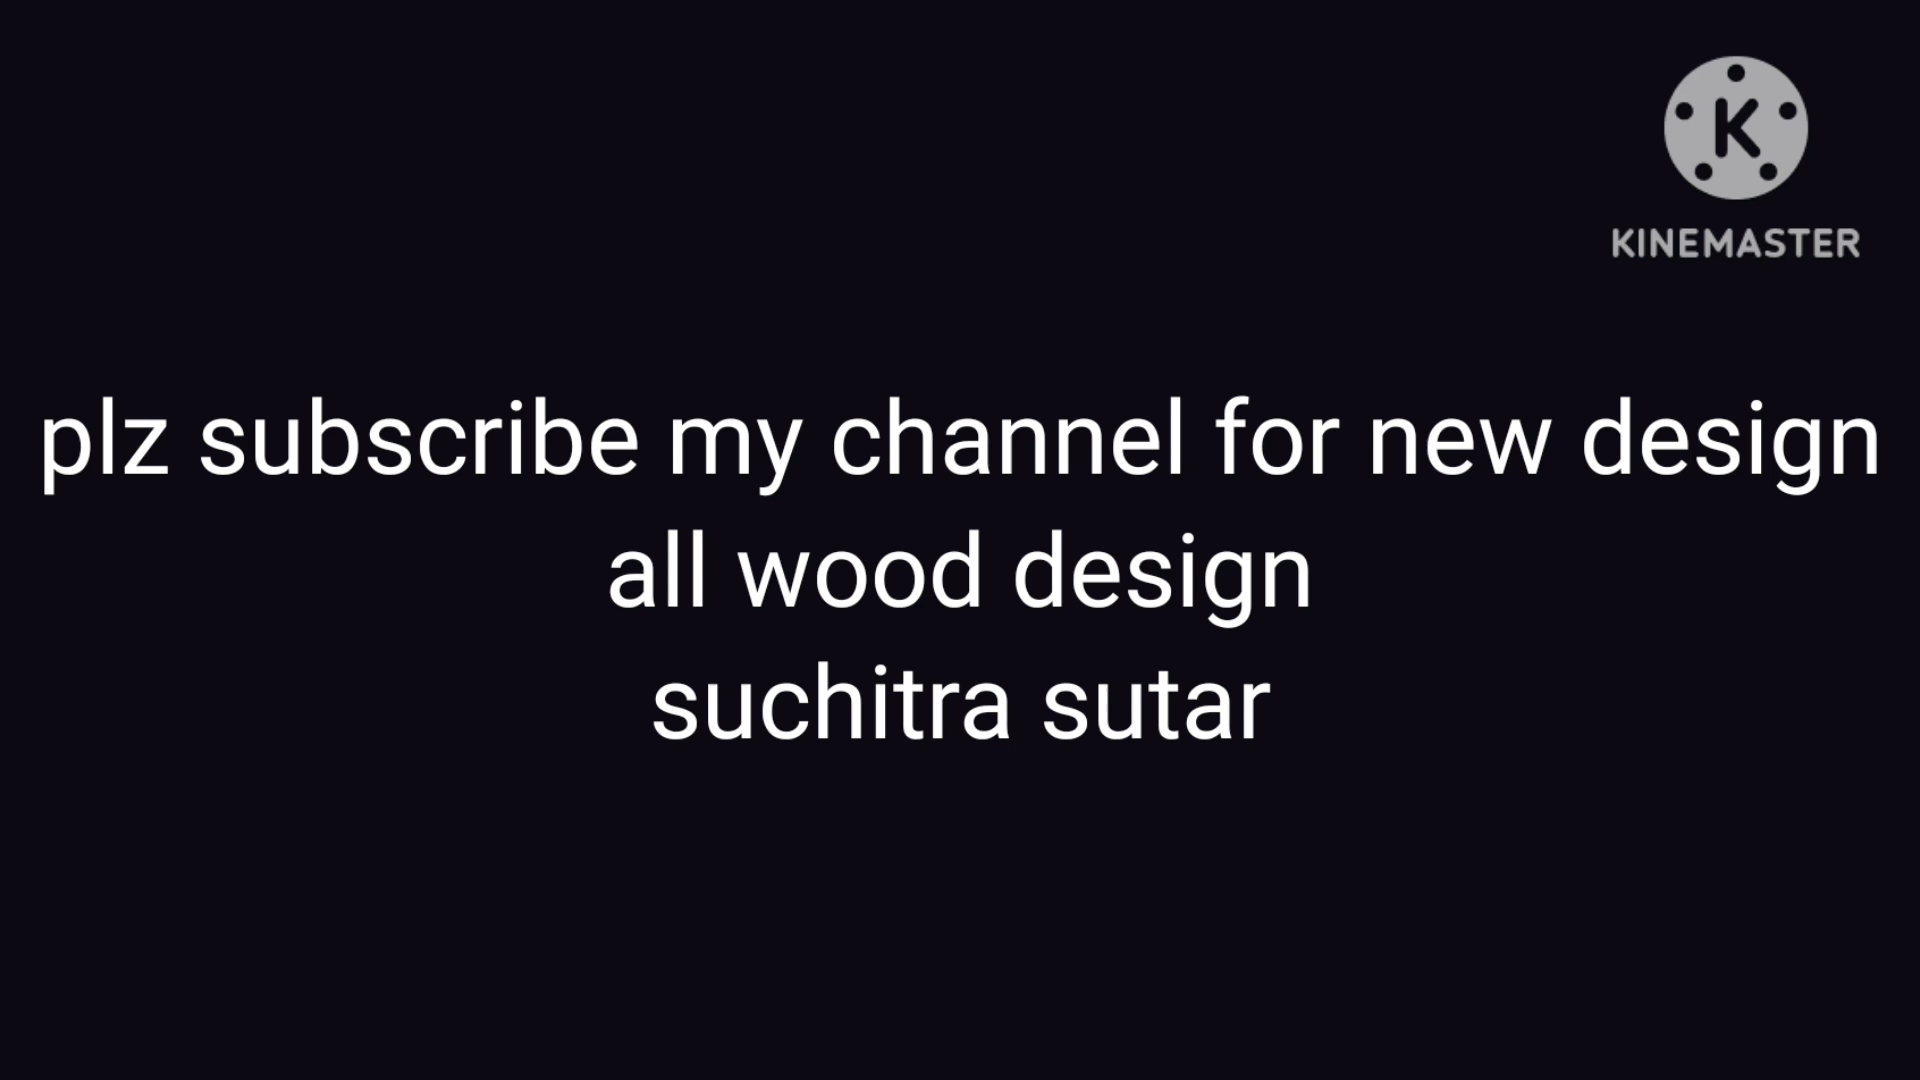 K
KINEMASTER
plz subscribe my channel for new design
all wood design
suchitra sutar